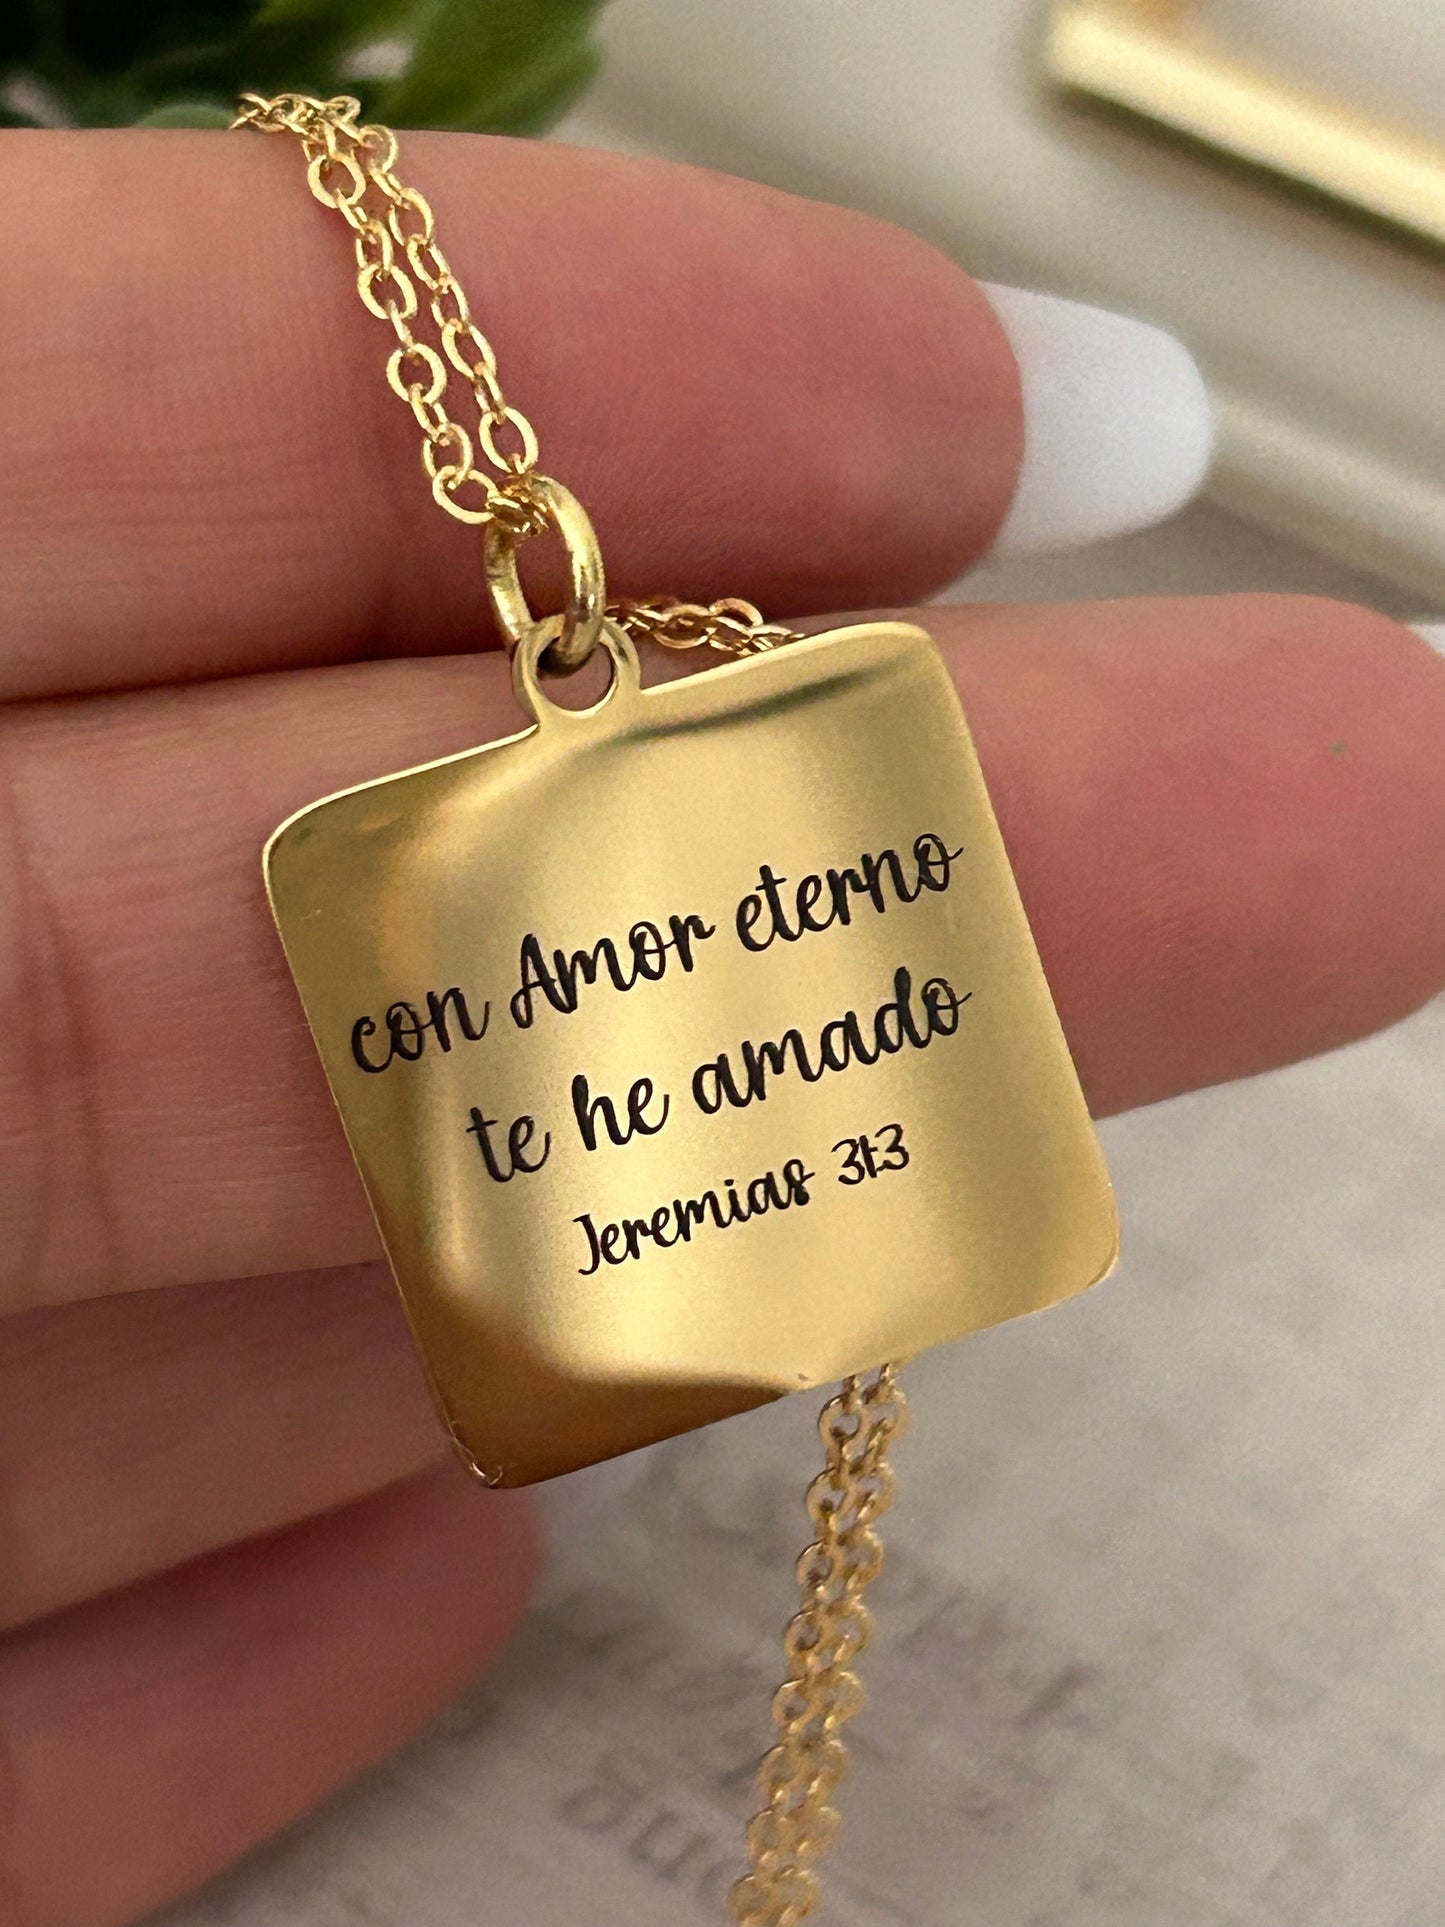 con Amor eterno
te he amado
Jeremias 31:3